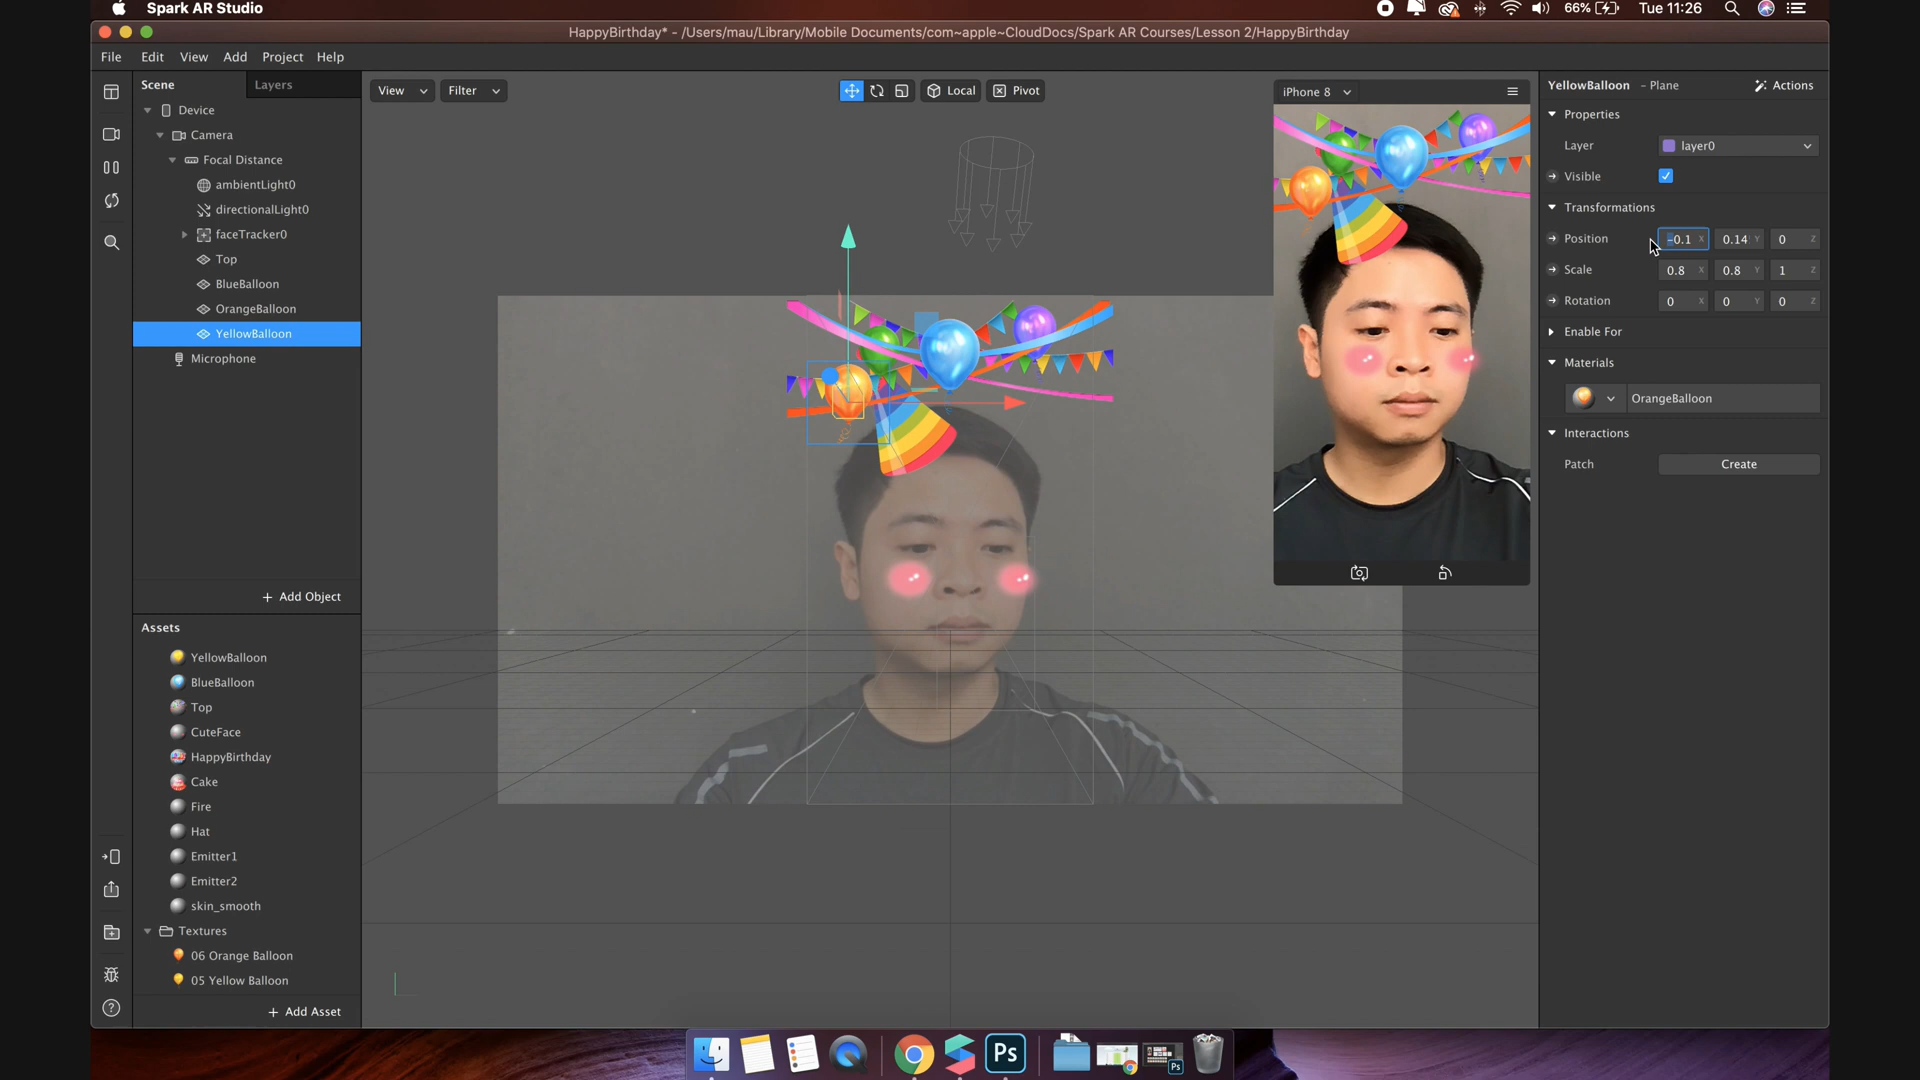 Spark AR Studio
66%
Tue 11:26
HappyBirthday* - /Users/mau/Library/Mobile Documents/com~apple~CloudDocs/Spark AR Courses/Lesson 2/HappyBirthday
File Edit View Add Project Help
Scene
Layers
Device
Camera
Focal Distance
ambientLight0
directionalLight0
faceTracker0
Top
BlueBalloon
OrangeBalloon
YellowBalloon
Microphone
+ Add Object
Assets
YellowBalloon
BlueBalloon
Top
CuteFace
HappyBirthday
Cake
Fire
Hat
Emitter1
Emitter2
skin_smooth
Textures
06 Orange Balloon
05 Yellow Balloon
+ Add Asset
View
Filter
Local
Pivot
iPhone 8
YellowBalloon - Plane
Actions
Properties
Layer
layer0
Visible
Transformations
Position
-0.1 X
0.14 Y
0 Z
Scale
0.8 X
0.8 Y
1 Z
Rotation
0 X
0 Y
0 Z
Enable For
Materials
OrangeBalloon
Interactions
Patch
Create
?
Ps
Ps